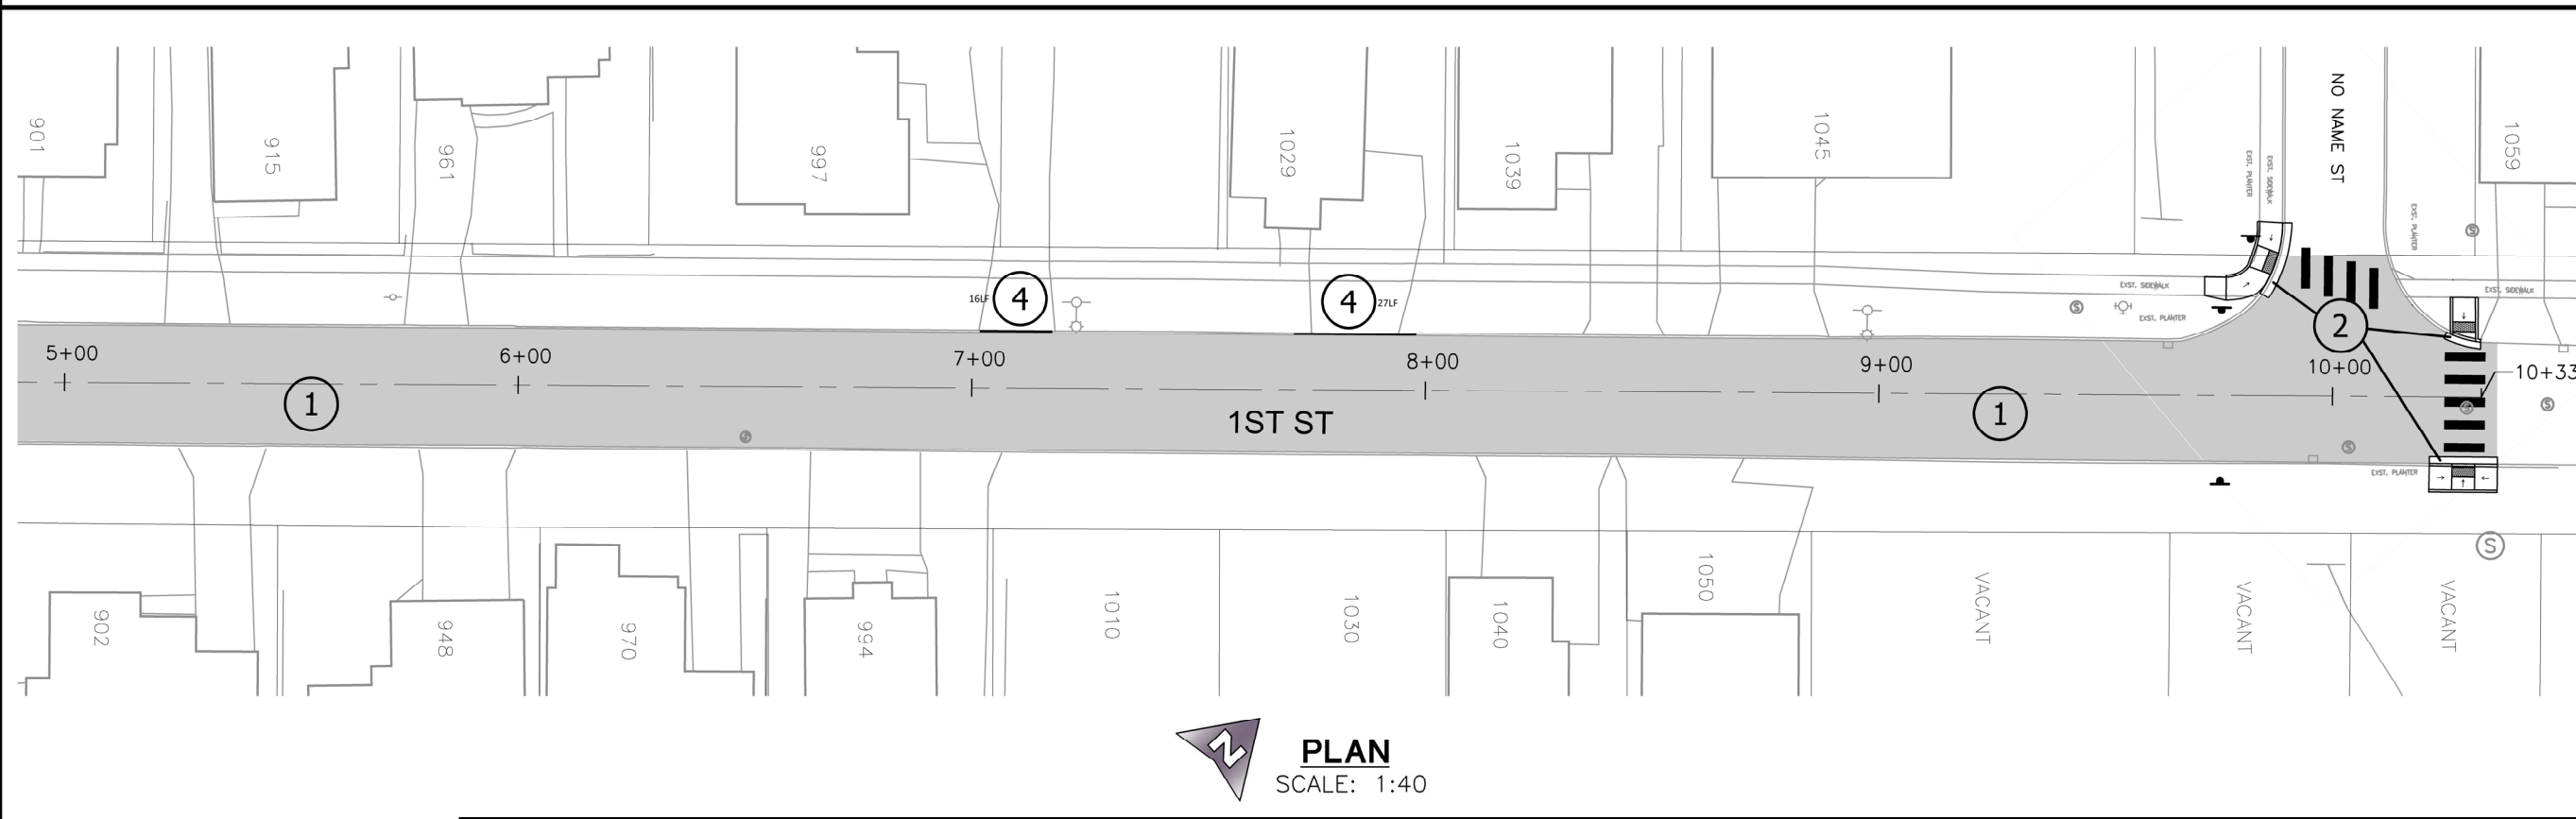 901
915
961
997
1029
1039
1045
NO NAME ST
1059
EXST. PLANTER
EXST. SIDEWALK
EXST. PLANTER
EXST. SIDEWALK
EXST. SIDEWALK
EXST. PLANTER
16LF
4
4
27LF
S
S
2
5+00
6+00
7+00
8+00
9+00
10+00
10+33
1
1ST ST
1
S
S
S
S
EXST. PLANTER
S
902
948
970
994
1010
1030
1040
1050
VACANT
VACANT
VACANT
N
PLAN
SCALE: 1:40